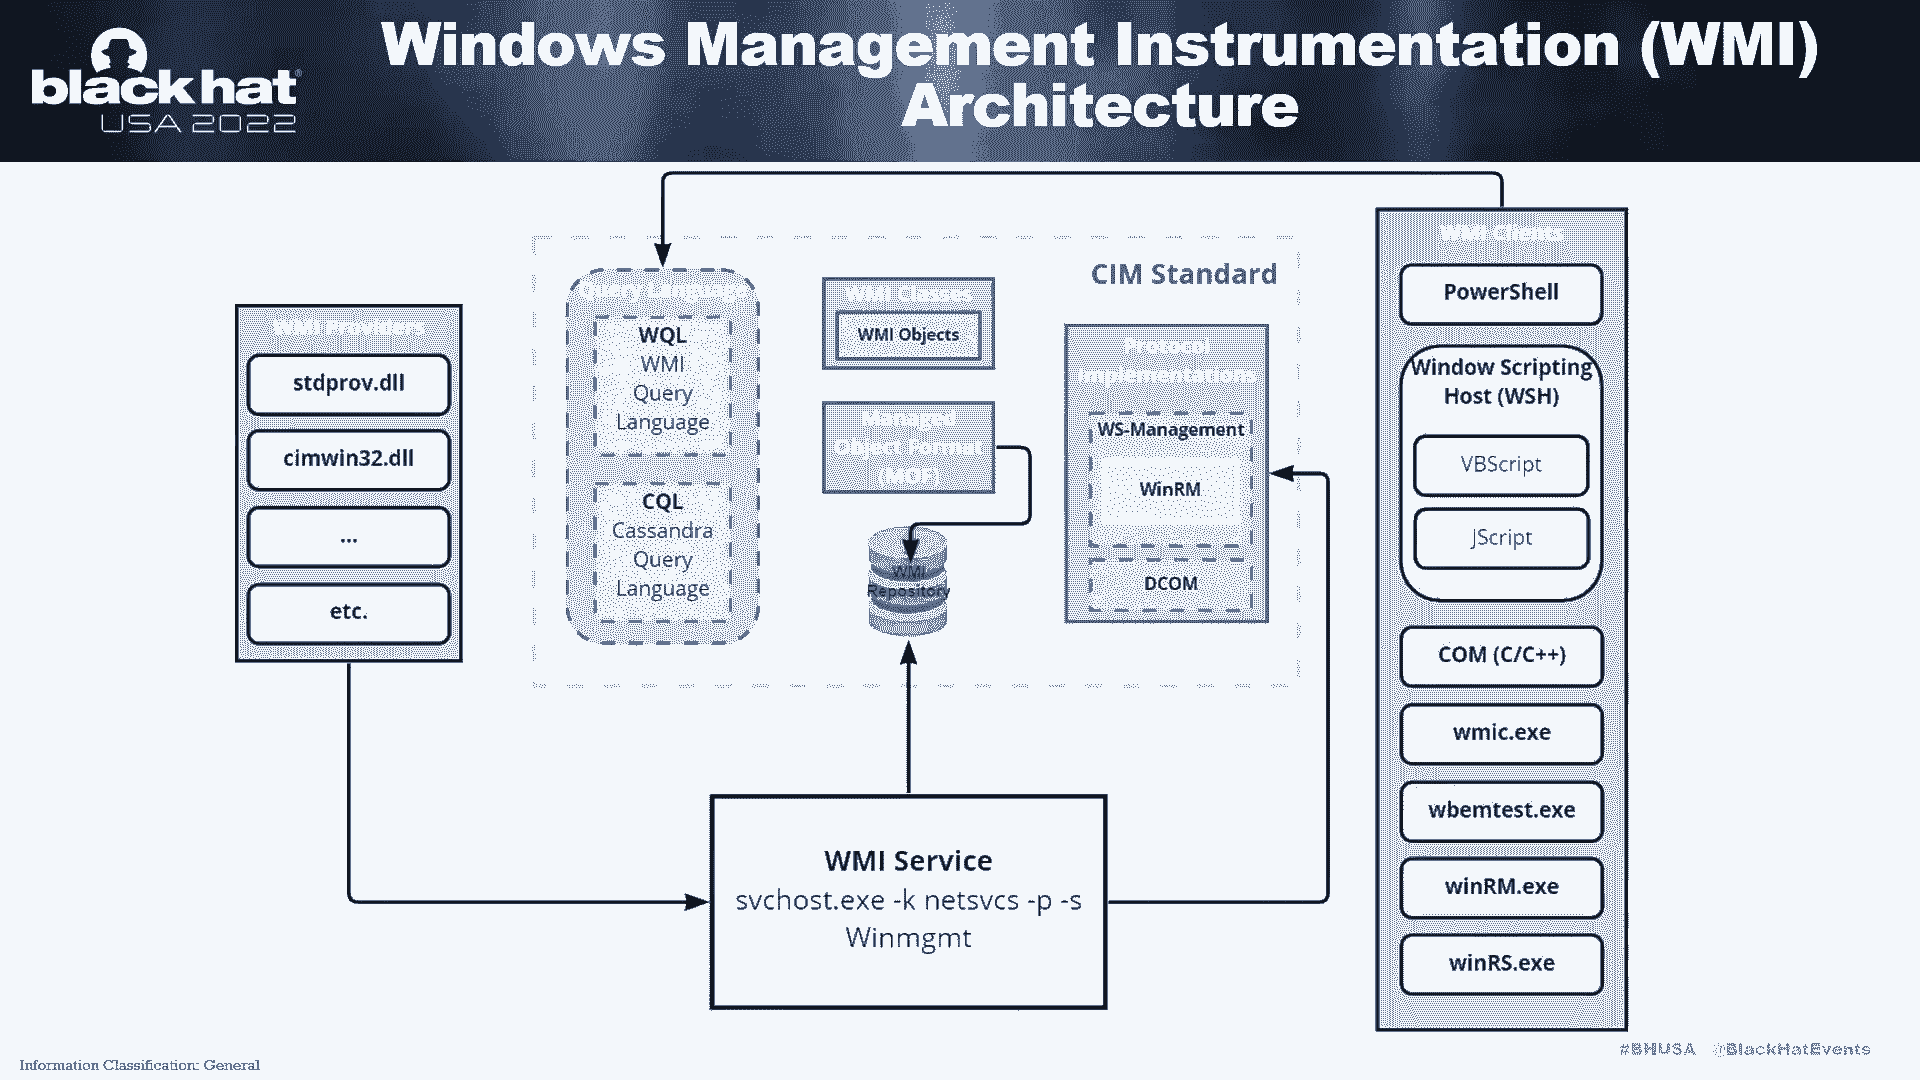 black hat
USA 2022
Windows Management Instrumentation (WMI)
Architecture
WMI Providers
stdprov.dll
cimwin32.dll
...
etc.
Query Language
WQL
WMI
Query
Language
CQL
Cassandra
Query
Language
WMI Classes
WMI Objects
Managed
Object Format
(MOF)
WMI
Repository
CIM Standard
Protocol
Implementations
WS-Management
WinRM
DCOM
WMI Service
svchost.exe -k netsvcs -p -s
Winmgmt
WMI Clients
PowerShell
Window Scripting
Host (WSH)
VBScript
JScript
COM (C/C++)
wmic.exe
wbemtest.exe
winRM.exe
winRS.exe
Information Classification: General
#BHUSA @BlackHatEvents